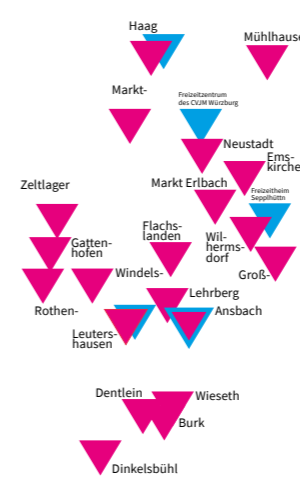 Haag
Mühlhause
Markt-
Freizeitzentrum
des CVJM Würzburg
Neustadt
Ems-
kirche
Zeltlager
Markt Erlbach
Freizeitheim
Sepplhüttn
Flachs-
landen
Wil-
herms-
dorf
Gatten-
hofen
Windels-
Groß-
Rothen-
Lehrberg
Ansbach
Leuters-
hausen
Dentlein
Wieseth
Burk
Dinkelsbühl